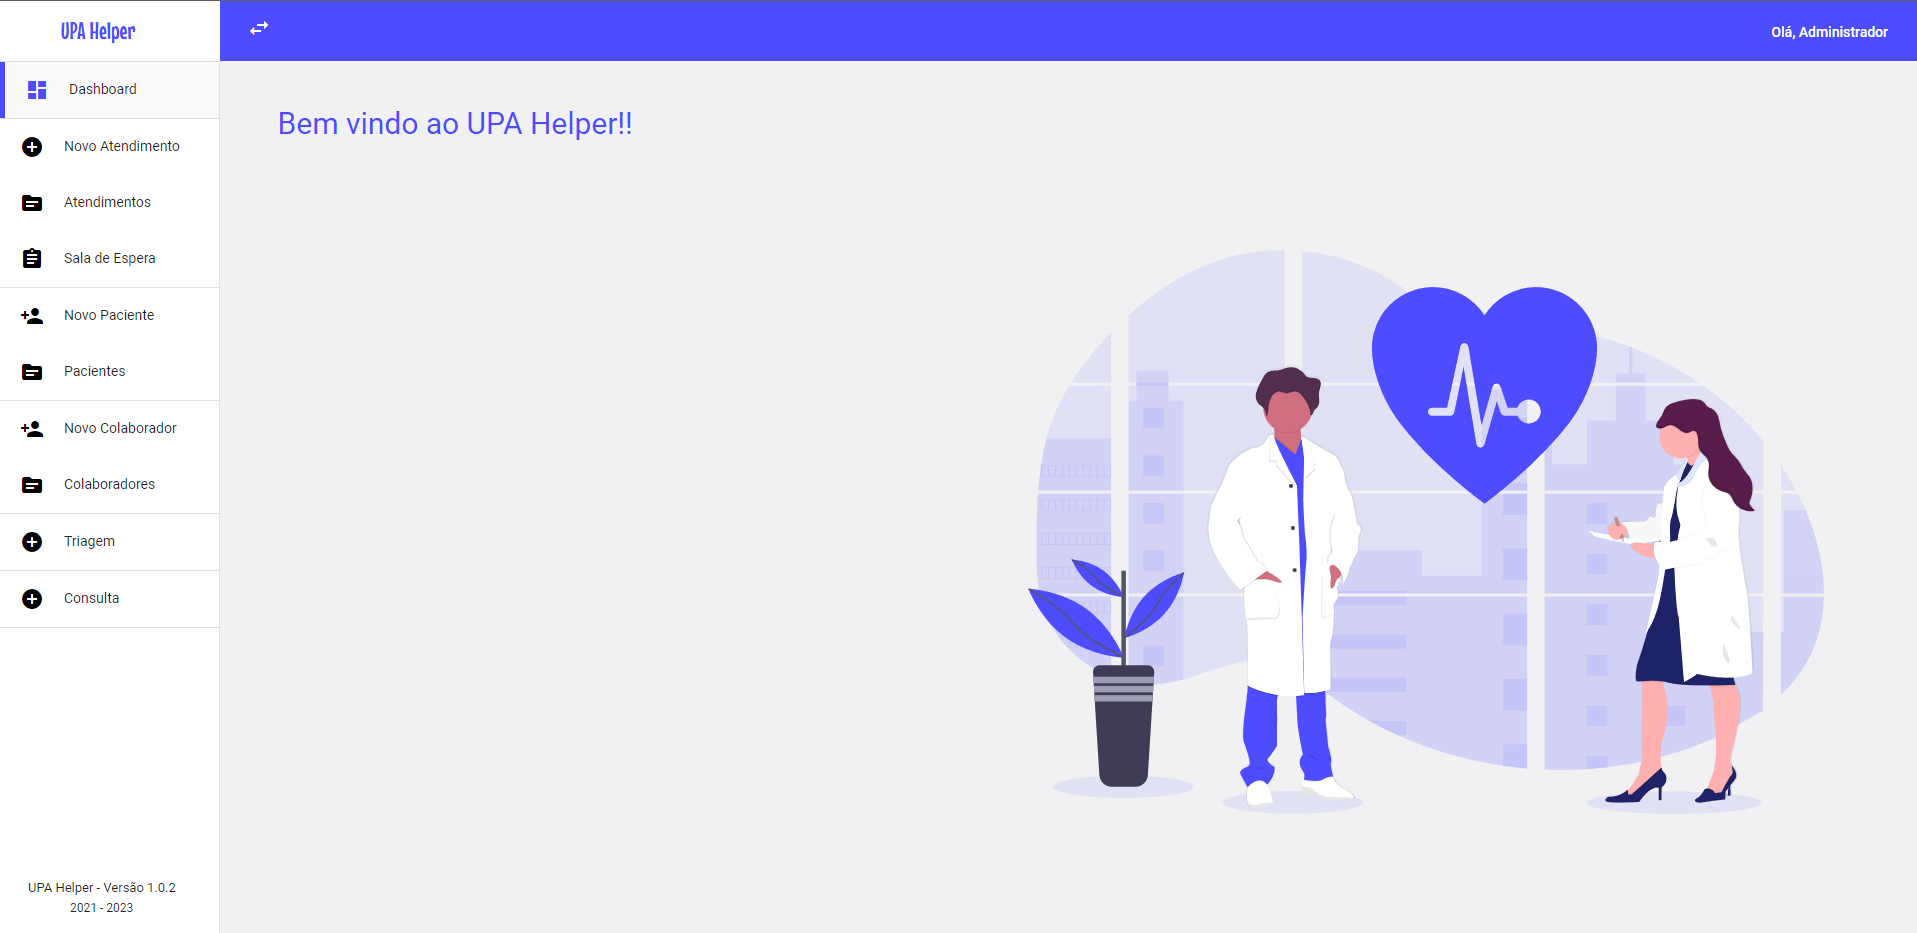 UPA Helper
Olá, Administrador
Dashboard
Novo Atendimento
Atendimentos
Sala de Espera
Novo Paciente
Pacientes
Novo Colaborador
Colaboradores
Triagem
Consulta
UPA Helper - Versão 1.0.2
2021 - 2023
Bem vindo ao UPA Helper!!